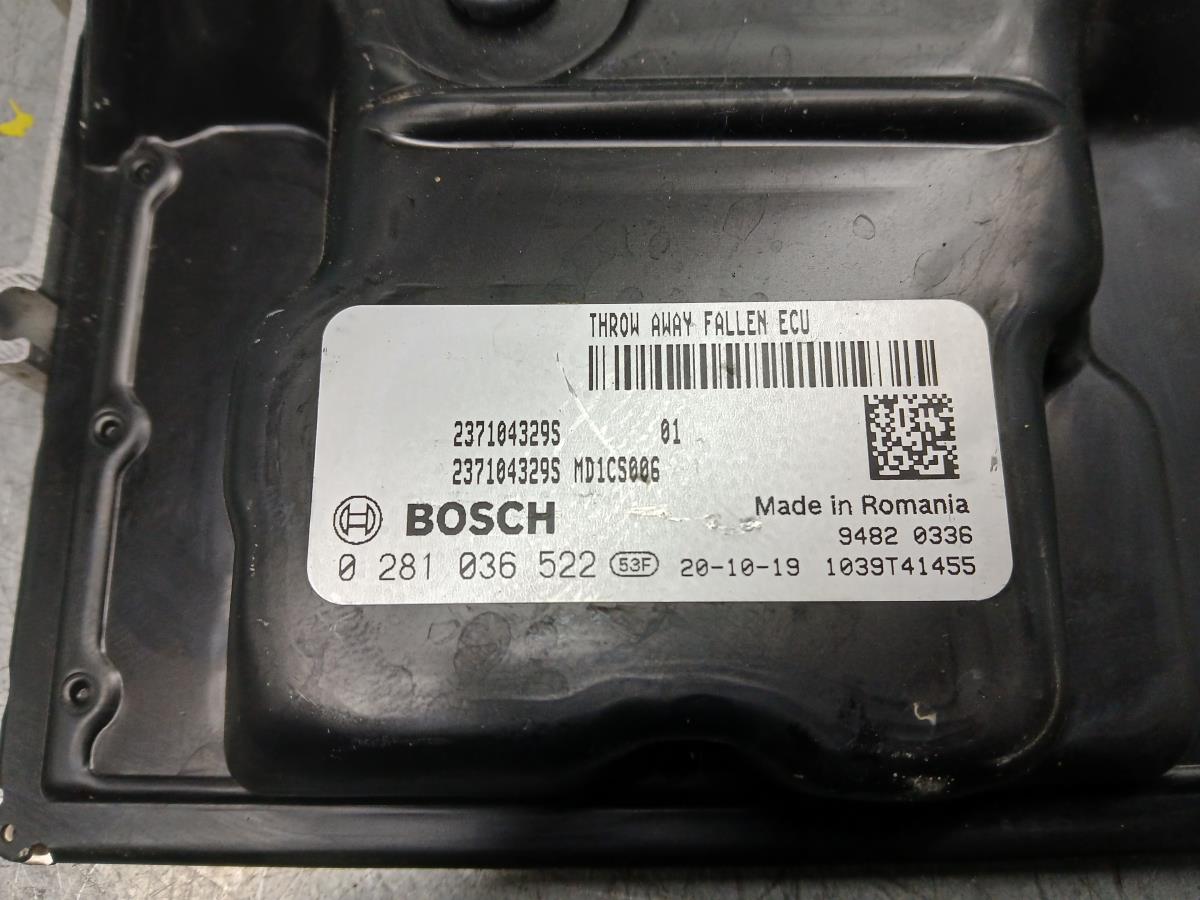 THROW AWAY FALLEN ECU
237104329S 01
237104329S MD1CS006
BOSCH
Made in Romania
9482 0336
0 281 036 522 53F 20-10-19 1039T41455